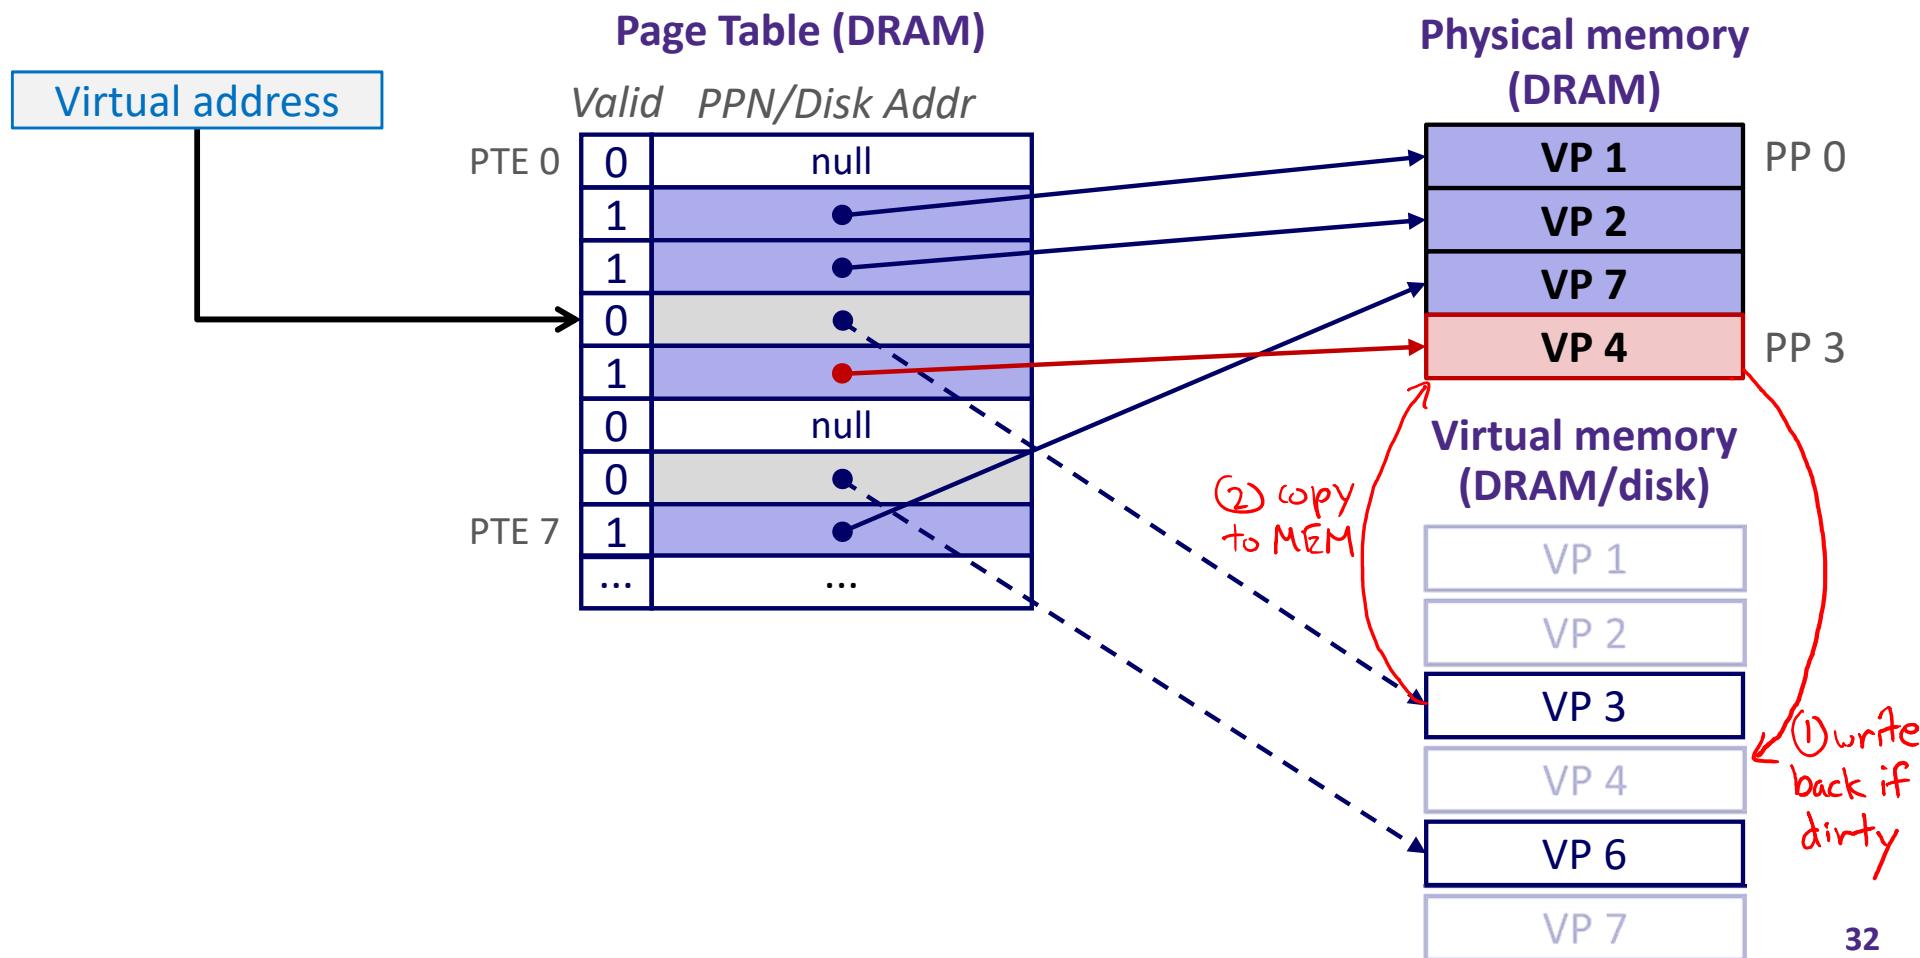 Page Table (DRAM)
Physical memory
(DRAM)
Virtual address
Valid PPN/Disk Addr
PTE 0 0 null
1
1
0
1
0 null
0
PTE 7 1
... ...
VP 1 PP 0
VP 2
VP 7
VP 4 PP 3
Virtual memory
(DRAM/disk)
② copy
to MEM
VP 1
VP 2
VP 3
VP 4
VP 6
VP 7
① write
back if
dirty
32